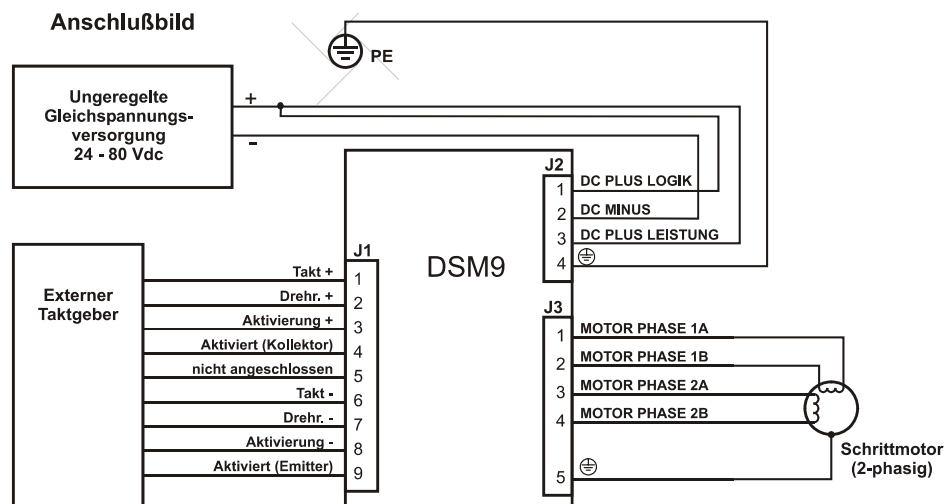 Anschlußbild
PE
Ungeregelte
Gleichspannungs-
versorgung
24 - 80 Vdc
+
-
J2
1 DC PLUS LOGIK
2 DC MINUS
3 DC PLUS LEISTUNG
4
DSM9
Externer
Taktgeber
J1
Takt + 1
Drehr. + 2
Aktivierung + 3
Aktiviert (Kollektor) 4
nicht angeschlossen 5
Takt - 6
Drehr. - 7
Aktivierung - 8
Aktiviert (Emitter) 9
J3
1 MOTOR PHASE 1A
2 MOTOR PHASE 1B
3 MOTOR PHASE 2A
4 MOTOR PHASE 2B
5
Schrittmotor
(2-phasig)